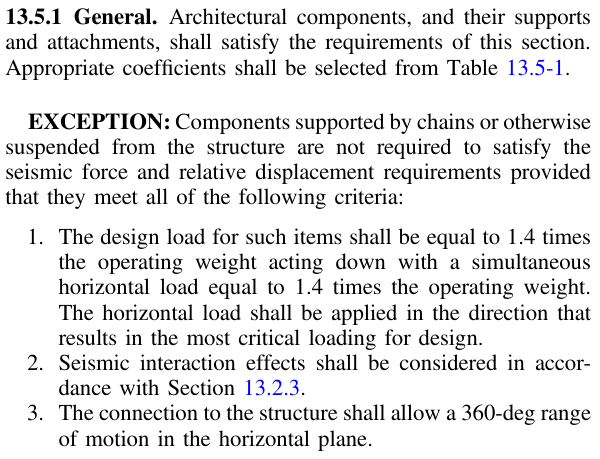 13.5.1 General. Architectural components, and their supports
and attachments, shall satisfy the requirements of this section.
Appropriate coefficients shall be selected from Table 13.5-1.
EXCEPTION: Components supported by chains or otherwise
suspended from the structure are not required to satisfy the
seismic force and relative displacement requirements provided
that they meet all of the following criteria:
1. The design load for such items shall be equal to 1.4 times
the operating weight acting down with a simultaneous
horizontal load equal to 1.4 times the operating weight.
The horizontal load shall be applied in the direction that
results in the most critical loading for design.
2. Seismic interaction effects shall be considered in accor-
dance with Section 13.2.3.
3. The connection to the structure shall allow a 360-deg range
of motion in the horizontal plane.